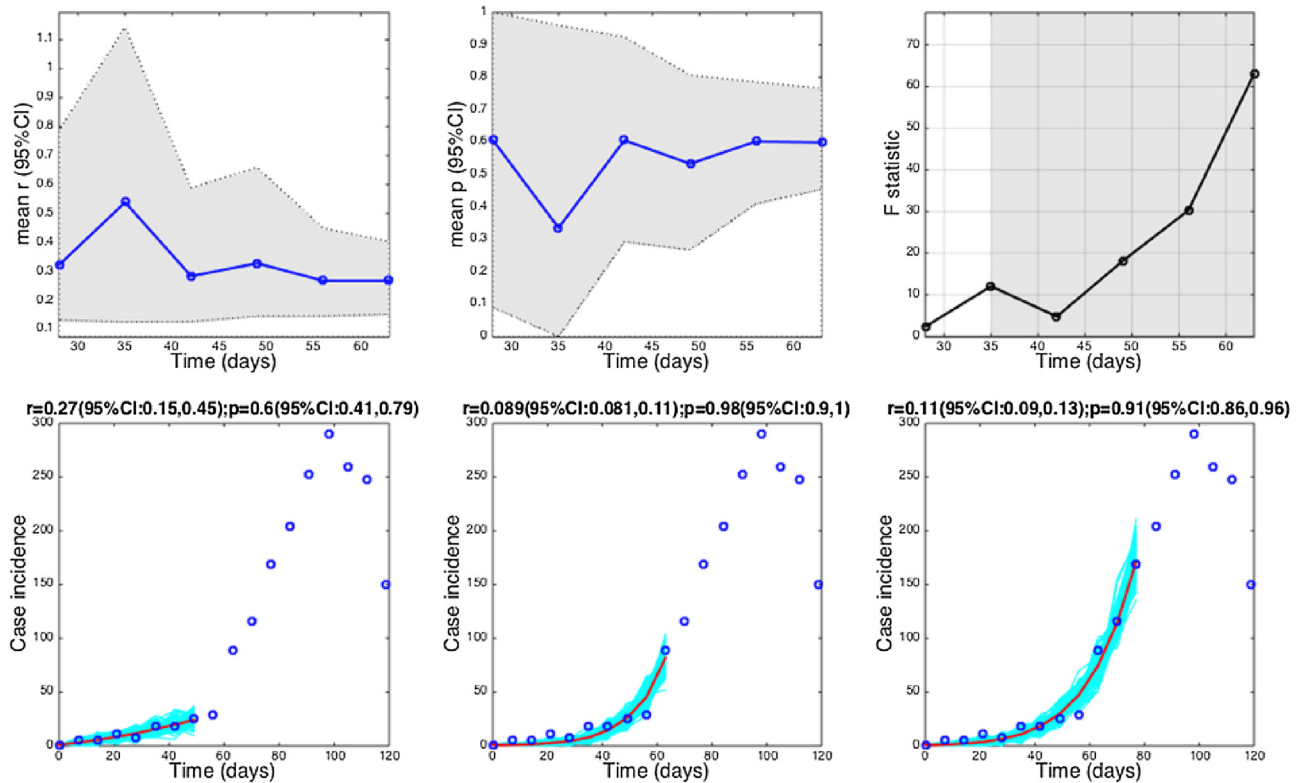 mean r (95%CI)
1.1
1
0.9
0.8
0.7
0.6
0.5
0.4
0.3
0.2
0.1
30 35 40 45 50 55 60
Time (days)
mean p (95%CI)
1
0.9
0.8
0.7
0.6
0.5
0.4
0.3
0.2
0.1
0
30 35 40 45 50 55 60
Time (days)
F statistic
70
60
50
40
30
20
10
0
30 35 40 45 50 55 60
Time (days)
r=0.27(95%CI:0.15,0.45);p=0.6(95%CI:0.41,0.79)
Case incidence
300
250
200
150
100
50
0
0 20 40 60 80 100 120
Time (days)
r=0.089(95%CI:0.081,0.11);p=0.98(95%CI:0.9,1)
Case incidence
300
250
200
150
100
50
0
0 20 40 60 80 100 120
Time (days)
r=0.11(95%CI:0.09,0.13);p=0.91(95%CI:0.86,0.96)
Case incidence
300
250
200
150
100
50
0
0 20 40 60 80 100 120
Time (days)